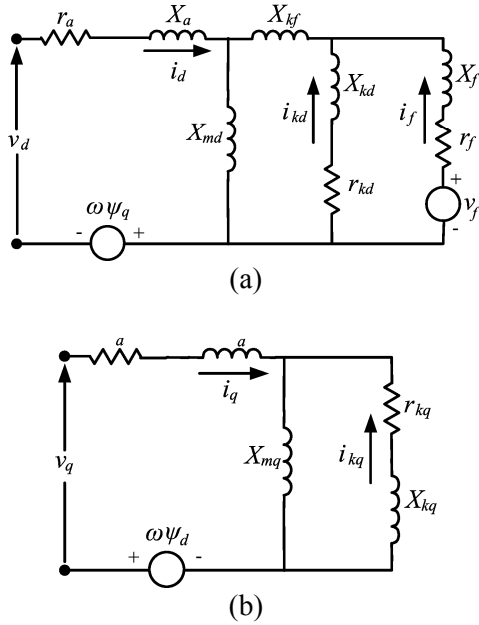 r_a
X_a
X_kf
i_d
X_md
i_kd
X_kd
r_kd
i_f
X_f
r_f
+
v_f
-
v_d
ωψ_q
- +
(a)
a
a
i_q
v_q
X_mq
i_kq
r_kq
X_kq
ωψ_d
+ -
(b)